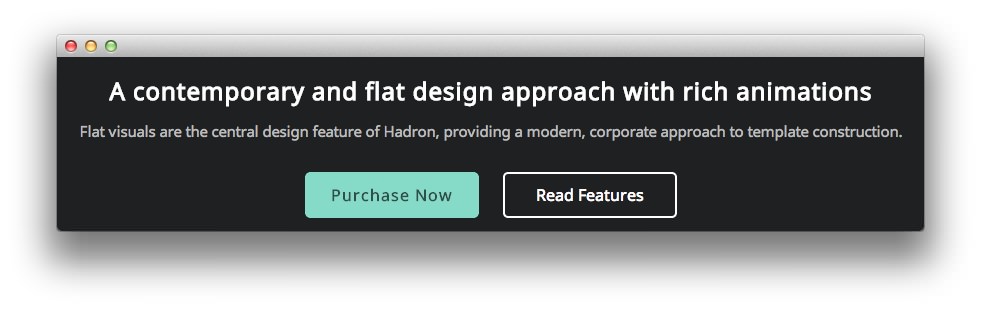 A contemporary and flat design approach with rich animations
Flat visuals are the central design feature of Hadron, providing a modern, corporate approach to template construction.
Purchase Now
Read Features